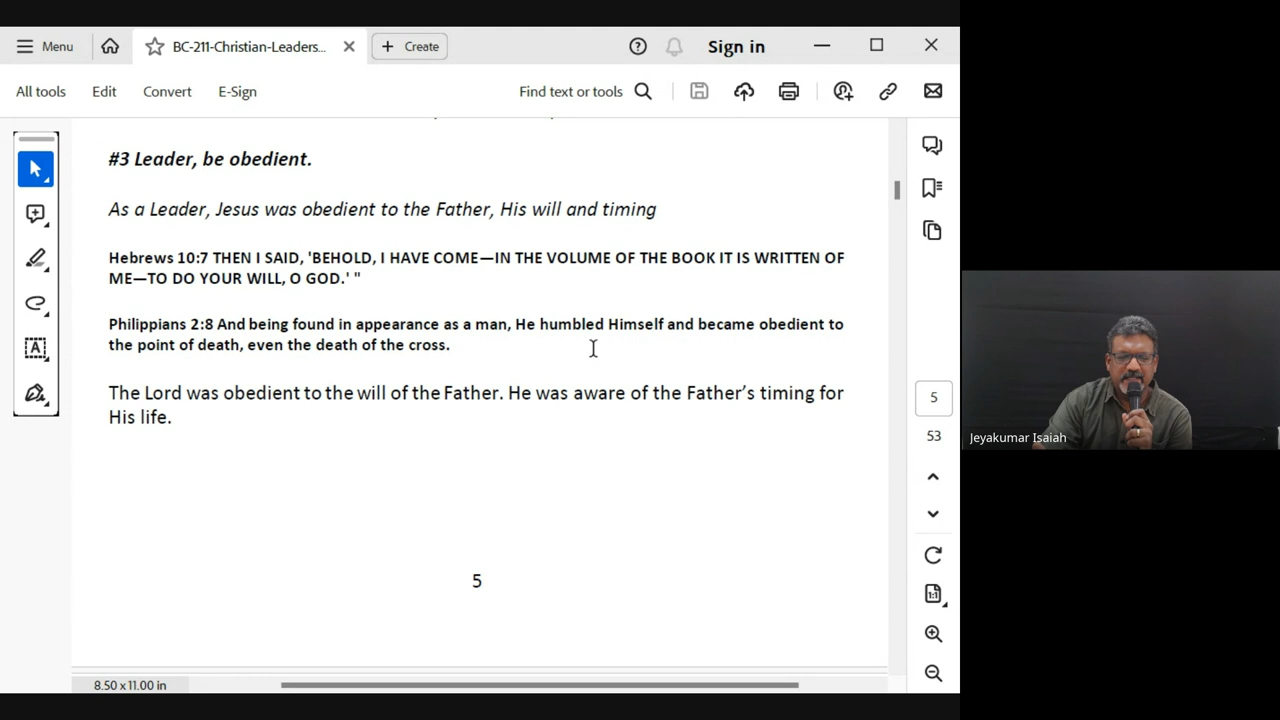 Menu
BC-211-Christian-Leaders...
Create
Sign in
All tools
Edit
Convert
E-Sign
Find text or tools
#3 Leader, be obedient.
As a Leader, Jesus was obedient to the Father, His will and timing
Hebrews 10:7 THEN I SAID, 'BEHOLD, I HAVE COME—IN THE VOLUME OF THE BOOK IT IS WRITTEN OF
ME—TO DO YOUR WILL, O GOD.' "
Philippians 2:8 And being found in appearance as a man, He humbled Himself and became obedient to
the point of death, even the death of the cross.
The Lord was obedient to the will of the Father. He was aware of the Father’s timing for
His life.
5
8.50 x 11.00 in
5
53
1:1
Jeyakumar Isaiah